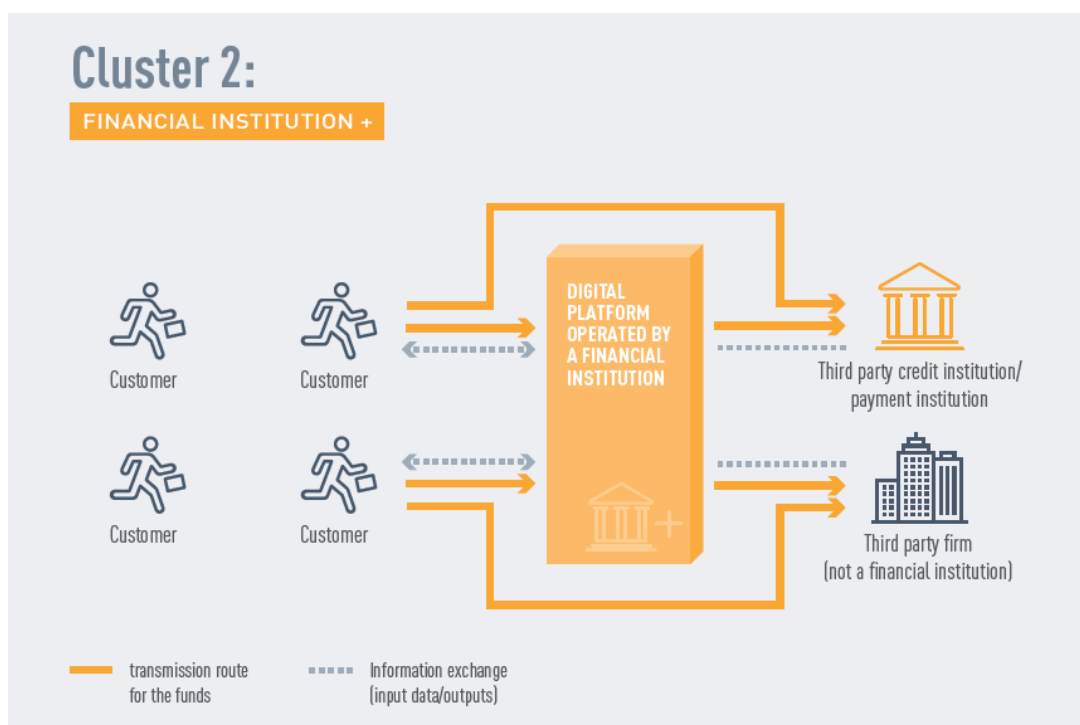 Cluster 2:
FINANCIAL INSTITUTION +
DIGITAL
PLATFORM
OPERATED BY
A FINANCIAL
INSTITUTION
Customer
Customer
Third party credit institution/
payment institution
Customer
Customer
Third party firm
(not a financial institution)
transmission route
for the funds
Information exchange
(input data/outputs)